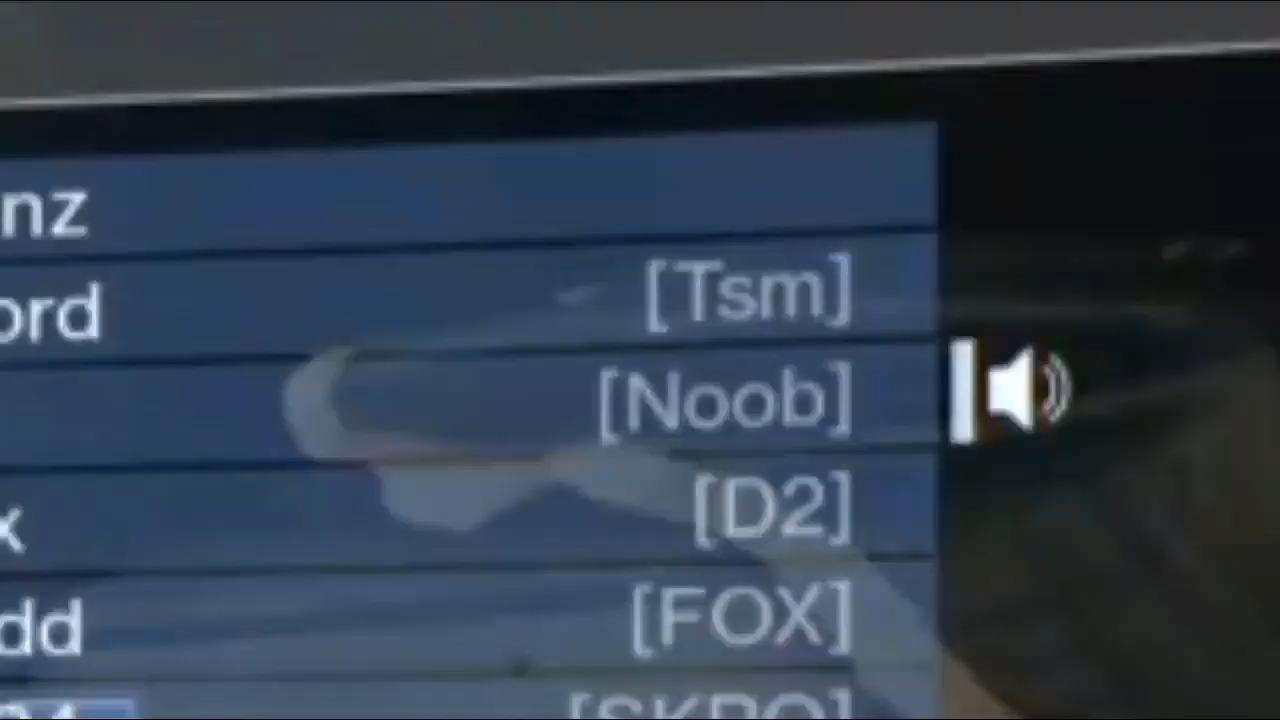 nz
ord [Tsm]
[Noob]
x [D2]
dd [FOX]